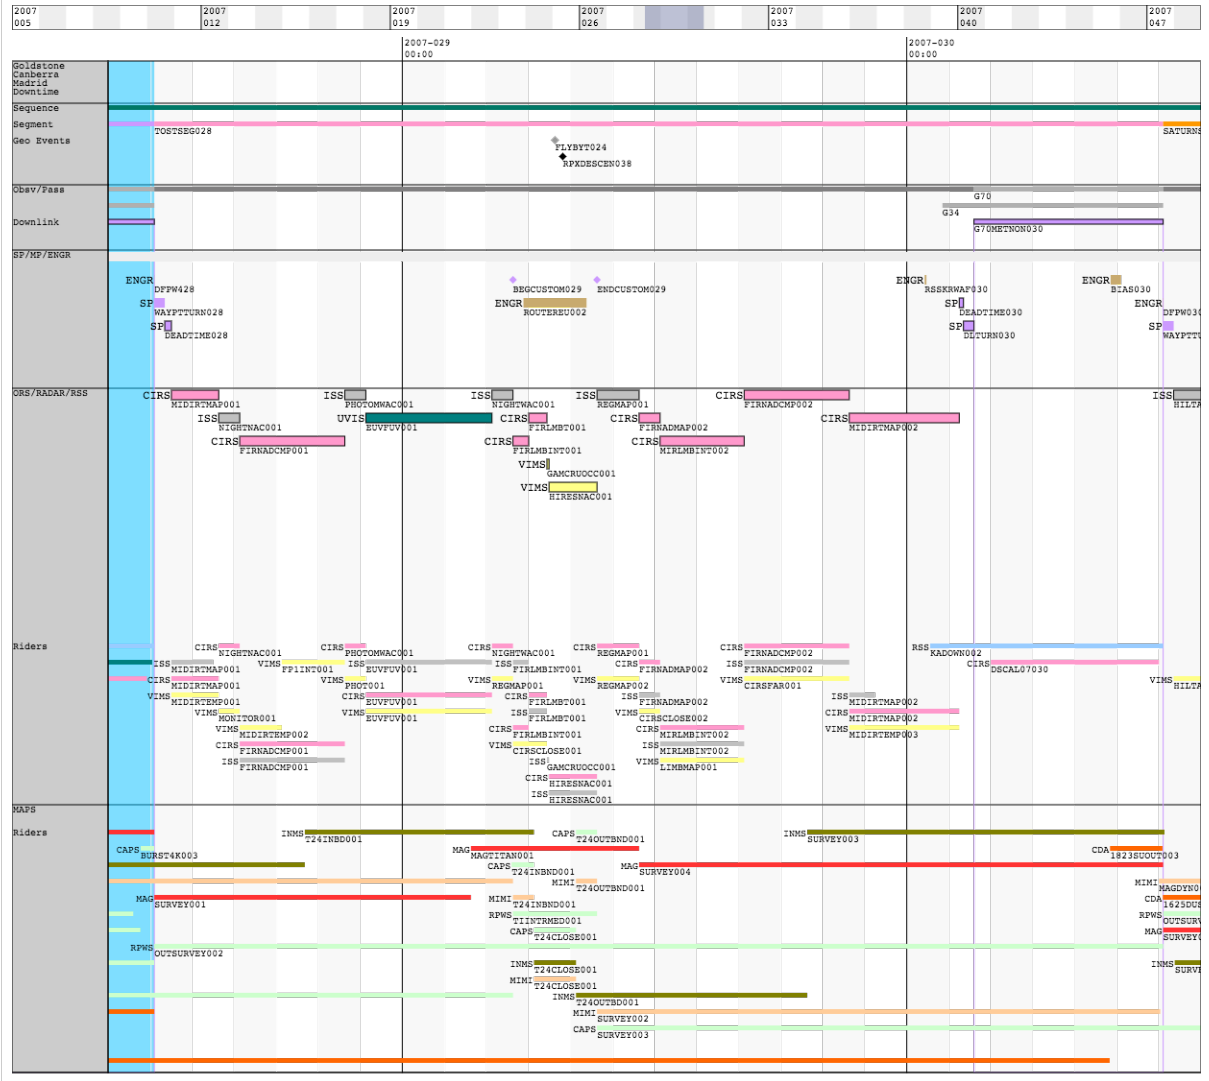 2007 2007 2007 2007 2007 2007 2007
005 012 019 026 033 040 047
2007-029 2007-030
00:00 00:00
Goldstone
Canberra
Madrid
Downtime
Sequence
Segment
TOSTSEG028 SATURNS
Geo Events
FLYBYT024
RPXDESCEN038
Obsv/Pass
G70
G34
Downlink
G70METNON030
SP/MP/ENGR
ENGR ENGR ENGR
DFPW428 BEGCUSTOM029 ENDCUSTOM029 RSSKRWAF030 BIAS030
SP ENGR SP ENGR
WAYPTTURN028 ROUTEREU002 DEADTIME030 DFPW030
SP SP SP
DEADTIME028 DLTURN030 WAYPTTU
ORS/RADAR/RSS
CIRS ISS ISS ISS CIRS ISS
MIDIRTMAP001 PHOTOMWAC001 NIGHTWAC001 REGMAP001 FIRNADCMP002 HILTA
ISS UVIS CIRS CIRS CIRS
NIGHTNAC001 EUVFUV001 FIRLMBT001 FIRNADMAP002 MIDIRTMAP002
CIRS CIRS CIRS
FIRNADCMP001 FIRLMBINT001 MIRLMBINT002
VIMS
GAMCRUOCC001
VIMS
HIRESNAC001
Riders
CIRS CIRS CIRS CIRS CIRS RSS
NIGHTNAC001 PHOTOMWAC001 NIGHTWAC001 REGMAP001 FIRNADCMP002 KADOWN002
ISS VIMS ISS ISS CIRS ISS CIRS
MIDIRTMAP001 FP1INT001 EUVFUV001 FIRLMBINT001 FIRNADMAP002 FIRNADCMP002 DSCAL07030
CIRS VIMS VIMS VIMS VIMS VIMS
MIDIRTMAP001 PHOT001 REGMAP001 REGMAP002 CIRSFAR001 HILTA
VIMS CIRS CIRS ISS ISS
MIDIRTEMP001 EUVFUV001 FIRLMBT001 FIRNADMAP002 MIDIRTMAP002
VIMS VIMS ISS VIMS CIRS
MONITOR001 EUVFUV001 FIRLMBT001 CIRSCLOSE002 MIDIRTMAP002
VIMS CIRS CIRS VIMS
MIDIRTEMP002 FIRLMBINT001 MIRLMBINT002 MIDIRTEMP003
CIRS VIMS ISS
FIRNADCMP001 CIRSCLOSE001 MIRLMBINT002
ISS ISS VIMS
FIRNADCMP001 GAMCRUOCC001 LIMBMAP001
CIRS
HIRESNAC001
ISS
HIRESNAC001
MAPS
Riders
INMS CAPS INMS
T24INBD001 T24OUTBND001 SURVEY003
CAPS MAG CDA
BURST4K003 MAGTITAN001 1823SUOUT003
CAPS MAG
T24INBND001 SURVEY004
MIMI MIMI
T24OUTBND001 MAGDYN00
MAG MIMI CDA
SURVEY001 T24INBND001 1625DUS
RPWS RPWS
TIINTRMED001 OUTSURV
CAPS MAG
T24CLOSE001 SURVEY0
RPWS
OUTSURVEY002
INMS INMS
T24CLOSE001 SURVE
MIMI
T24CLOSE001
INMS
T24OUTBD001
MIMI
SURVEY002
CAPS
SURVEY003